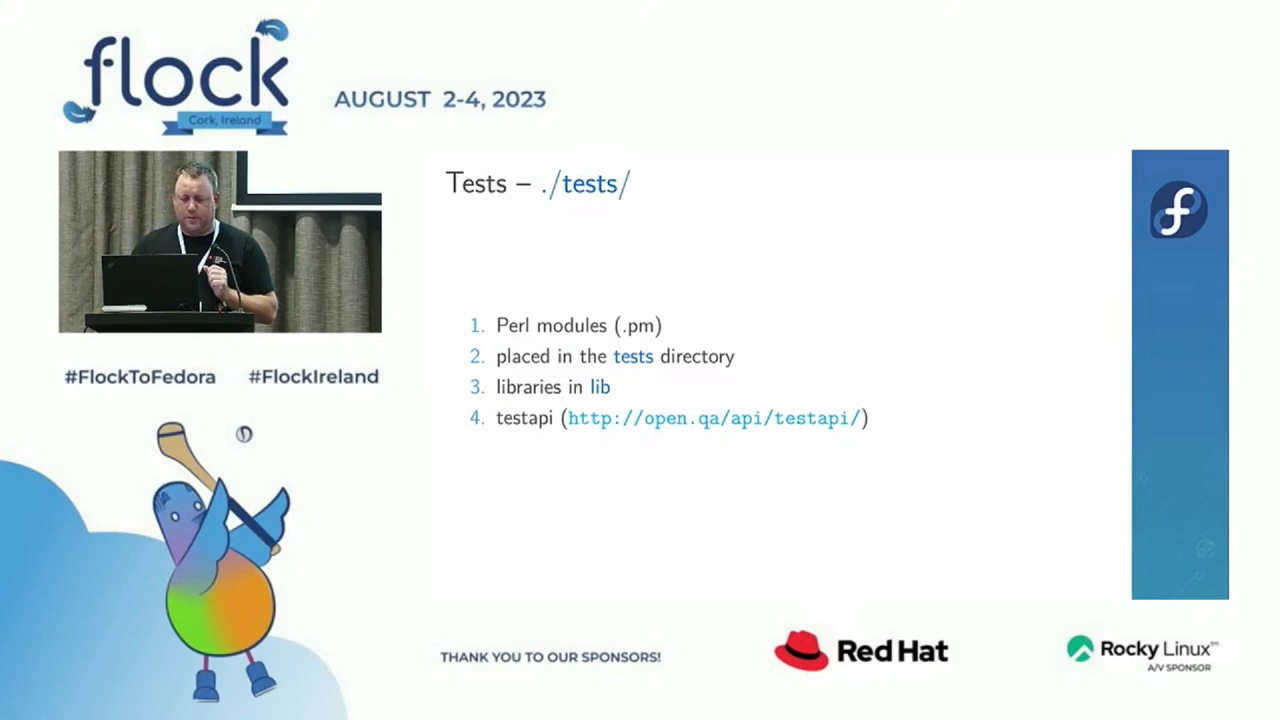 flock
Cork, Ireland
AUGUST 2-4, 2023
Tests – ./tests/
1. Perl modules (.pm)
2. placed in the tests directory
3. libraries in lib
4. testapi (http://open.qa/api/testapi/)
#FlockToFedora #FlockIreland
THANK YOU TO OUR SPONSORS!
Red Hat
Rocky Linux™
A/V SPONSOR